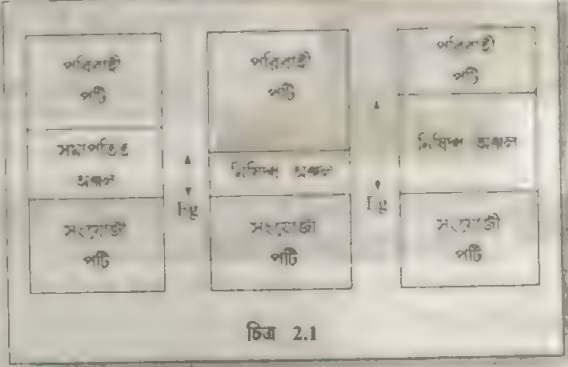 পরিবাহী
পটি
সমাপতিত
অঞ্চল
সংযোজী
পটি
Eg
পরিবাহী
পটি
নিষিদ্ধ অঞ্চল
সংযোজী
পটি
Eg
পরিবাহী
পটি
নিষিদ্ধ অঞ্চল
সংযোজী
পটি
চিত্র 2.1